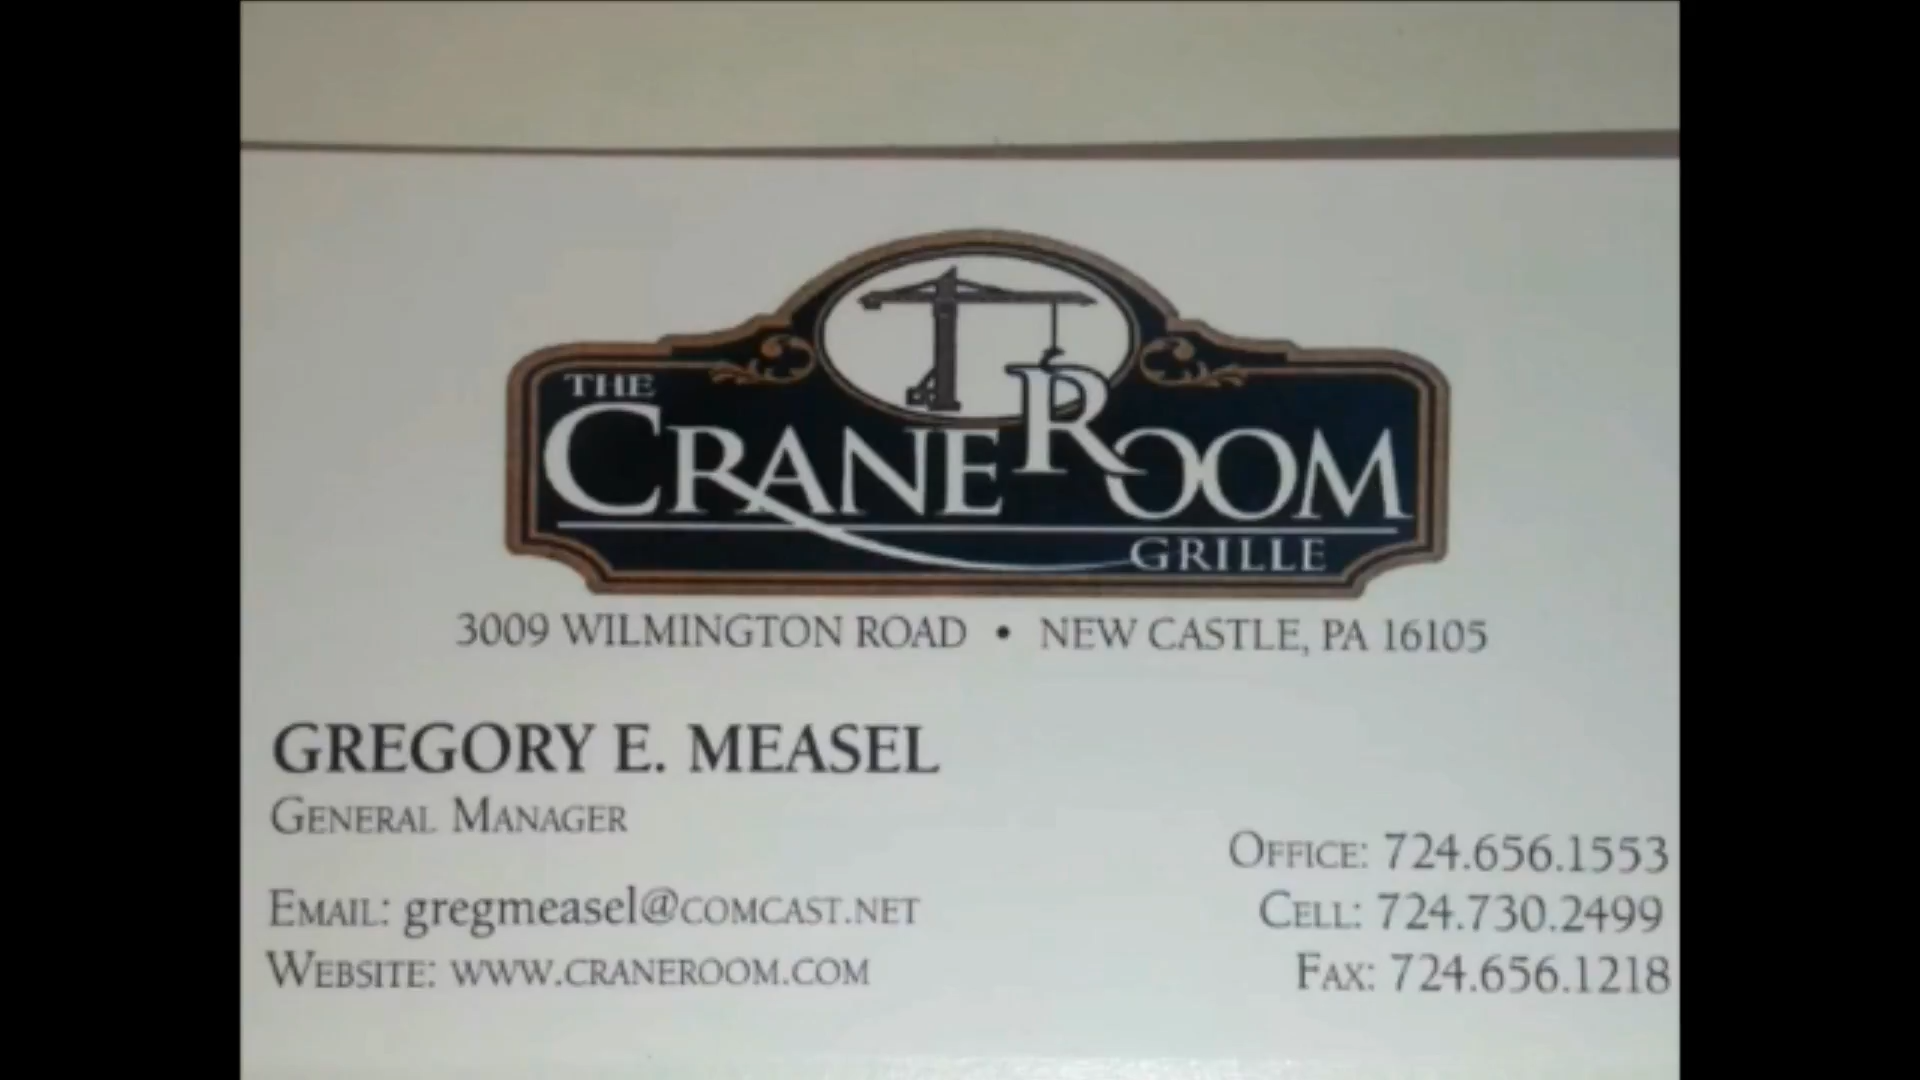 THE
CRANE ROOM
GRILLE
3009 WILMINGTON ROAD • NEW CASTLE, PA 16105
GREGORY E. MEASEL
GENERAL MANAGER
OFFICE: 724.656.1553
EMAIL: gregmeasel@COMCAST.NET
CELL: 724.730.2499
WEBSITE: WWW.CRANEROOM.COM
FAX: 724.656.1218